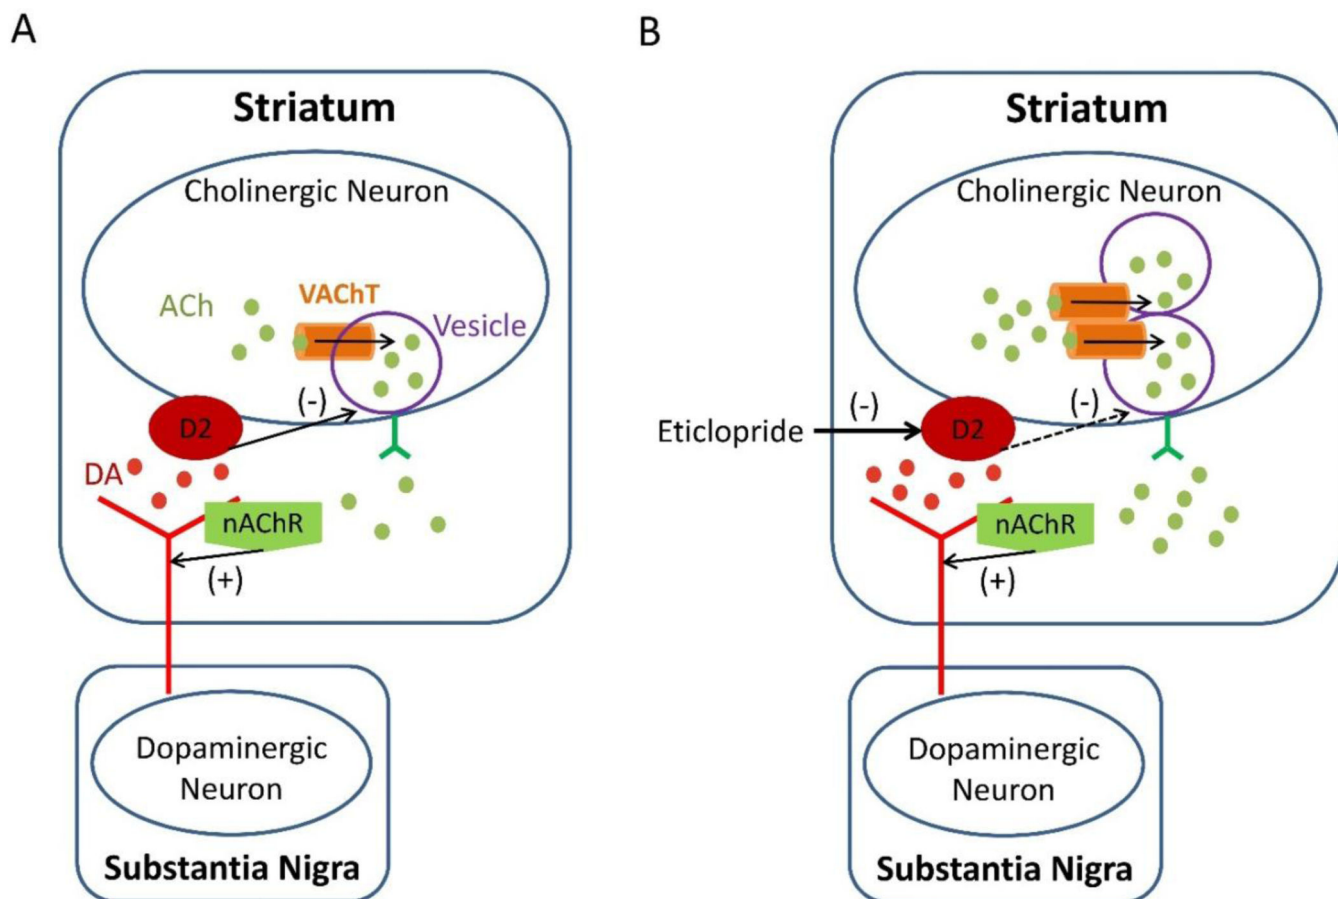 A
Striatum
Cholinergic Neuron
ACh
VAChT
Vesicle
(-)
D2
DA
nAChR
(+)
Dopaminergic
Neuron
Substantia Nigra
B
Striatum
Cholinergic Neuron
Eticlopride
(-)
D2
(-)
nAChR
(+)
Dopaminergic
Neuron
Substantia Nigra